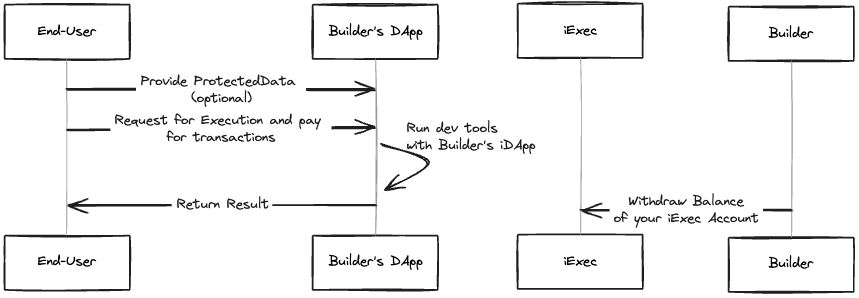 End-User
Builder's DApp
iExec
Builder
Provide ProtectedData
(optional)
Request for Execution and pay
for transactions
Run dev tools
with Builder's iDApp
Return Result
Withdraw Balance
of your iExec Account
End-User
Builder's DApp
iExec
Builder